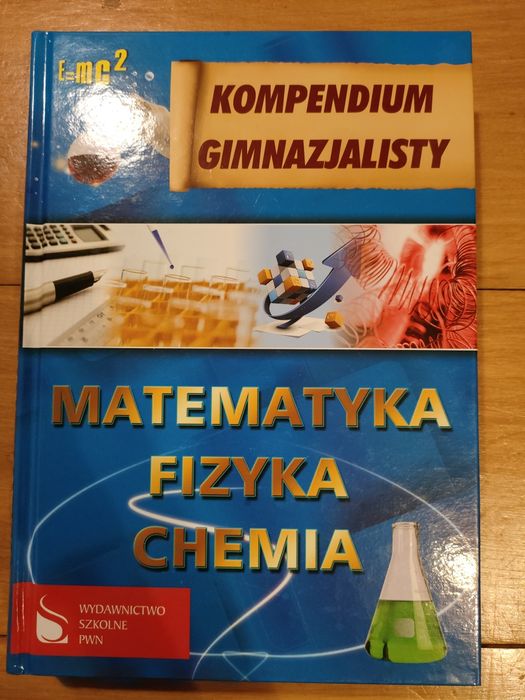 E=mc²
KOMPENDIUM
GIMNAZJALISTY
MATEMATYKA
FIZYKA
CHEMIA
WYDAWNICTWO
SZKOLNE
PWN